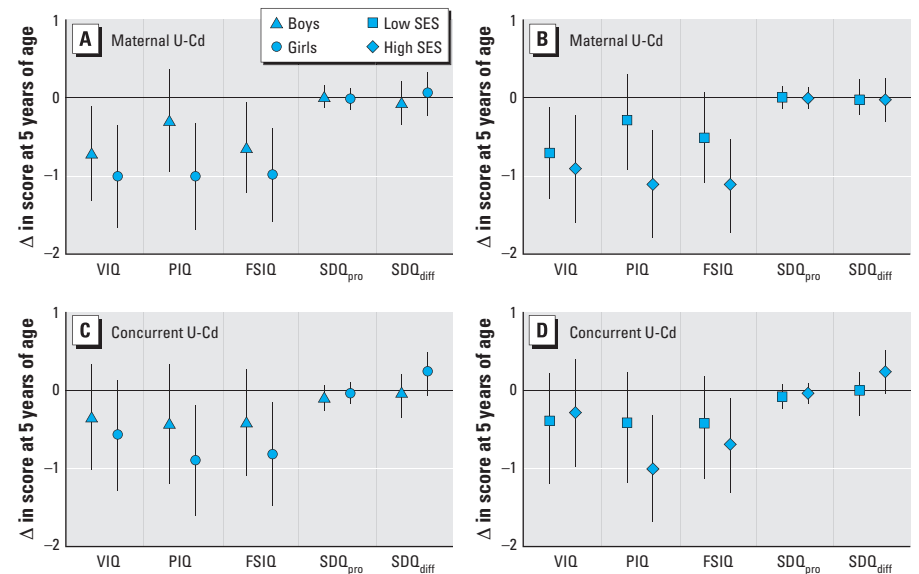 A Maternal U-Cd
Boys Low SES
Girls High SES
Δ in score at 5 years of age
1
0
–1
–2
VIQ PIQ FSIQ SDQpro SDQdiff
B Maternal U-Cd
Δ in score at 5 years of age
1
0
–1
–2
VIQ PIQ FSIQ SDQpro SDQdiff
C Concurrent U-Cd
Δ in score at 5 years of age
1
0
–1
–2
VIQ PIQ FSIQ SDQpro SDQdiff
D Concurrent U-Cd
Δ in score at 5 years of age
1
0
–1
–2
VIQ PIQ FSIQ SDQpro SDQdiff